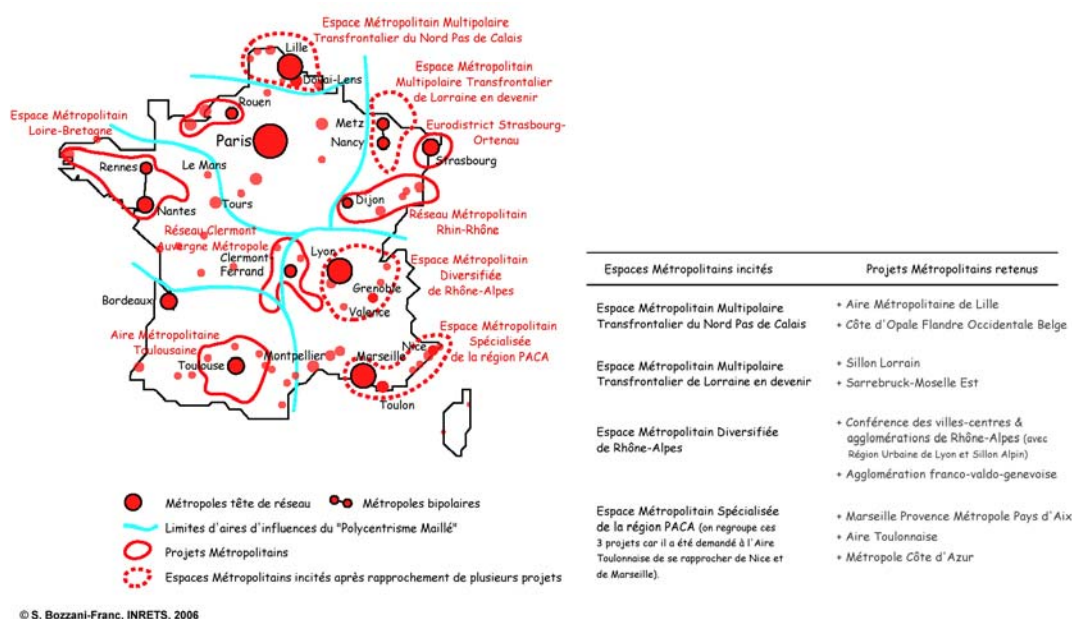 Espace Métropolitain Multipolaire
Transfrontalier du Nord Pas de Calais
Lille
Douai-Lens
Espace Métropolitain
Multipolaire Transfrontalier
de Lorraine en devenir
Rouen
Espace Métropolitain
Loire-Bretagne
Paris
Metz
Nancy
Eurodistrict Strasbourg-
Ortenau
Strasbourg
Rennes
Le Mans
Nantes
Tours
Dijon
Réseau Métropolitain
Rhin-Rhône
Réseau Clermont
Auvergne Métropole
Clermont
Ferrand
Lyon
Grenoble
Valence
Espace Métropolitain
Diversifiée
de Rhône-Alpes
Bordeaux
Aire Métropolitaine
Toulousaine
Toulouse
Montpellier
Marseille
Nice
Toulon
Espace Métropolitain
Spécialisée
de la région PACA
Métropoles tête de réseau
Métropoles bipolaires
Limites d'aires d'influences du "Polycentrisme Maillé"
Projets Métropolitains
Espaces Métropolitains incités après rapprochement de plusieurs projets
Espaces Métropolitains incités
Projets Métropolitains retenus
Espace Métropolitain Multipolaire
Transfrontalier du Nord Pas de Calais
+ Aire Métropolitaine de Lille
+ Côte d'Opale Flandre Occidentale Belge
Espace Métropolitain Multipolaire
Transfrontalier de Lorraine en devenir
+ Sillon Lorrain
+ Sarrebruck-Moselle Est
Espace Métropolitain Diversifiée
de Rhône-Alpes
+ Conférence des villes-centres &
agglomérations de Rhône-Alpes (avec
Région Urbaine de Lyon et Sillon Alpin)
+ Agglomération franco-valdo-genevoise
Espace Métropolitain Spécialisée
de la région PACA (on regroupe ces
3 projets car il a été demandé à l'Aire
Toulonnaise de se rapprocher de Nice et
de Marseille).
+ Marseille Provence Métropole Pays d'Aix
+ Aire Toulonnaise
+ Métropole Côte d'Azur
© S. Bozzani-Franc, INRETS, 2006